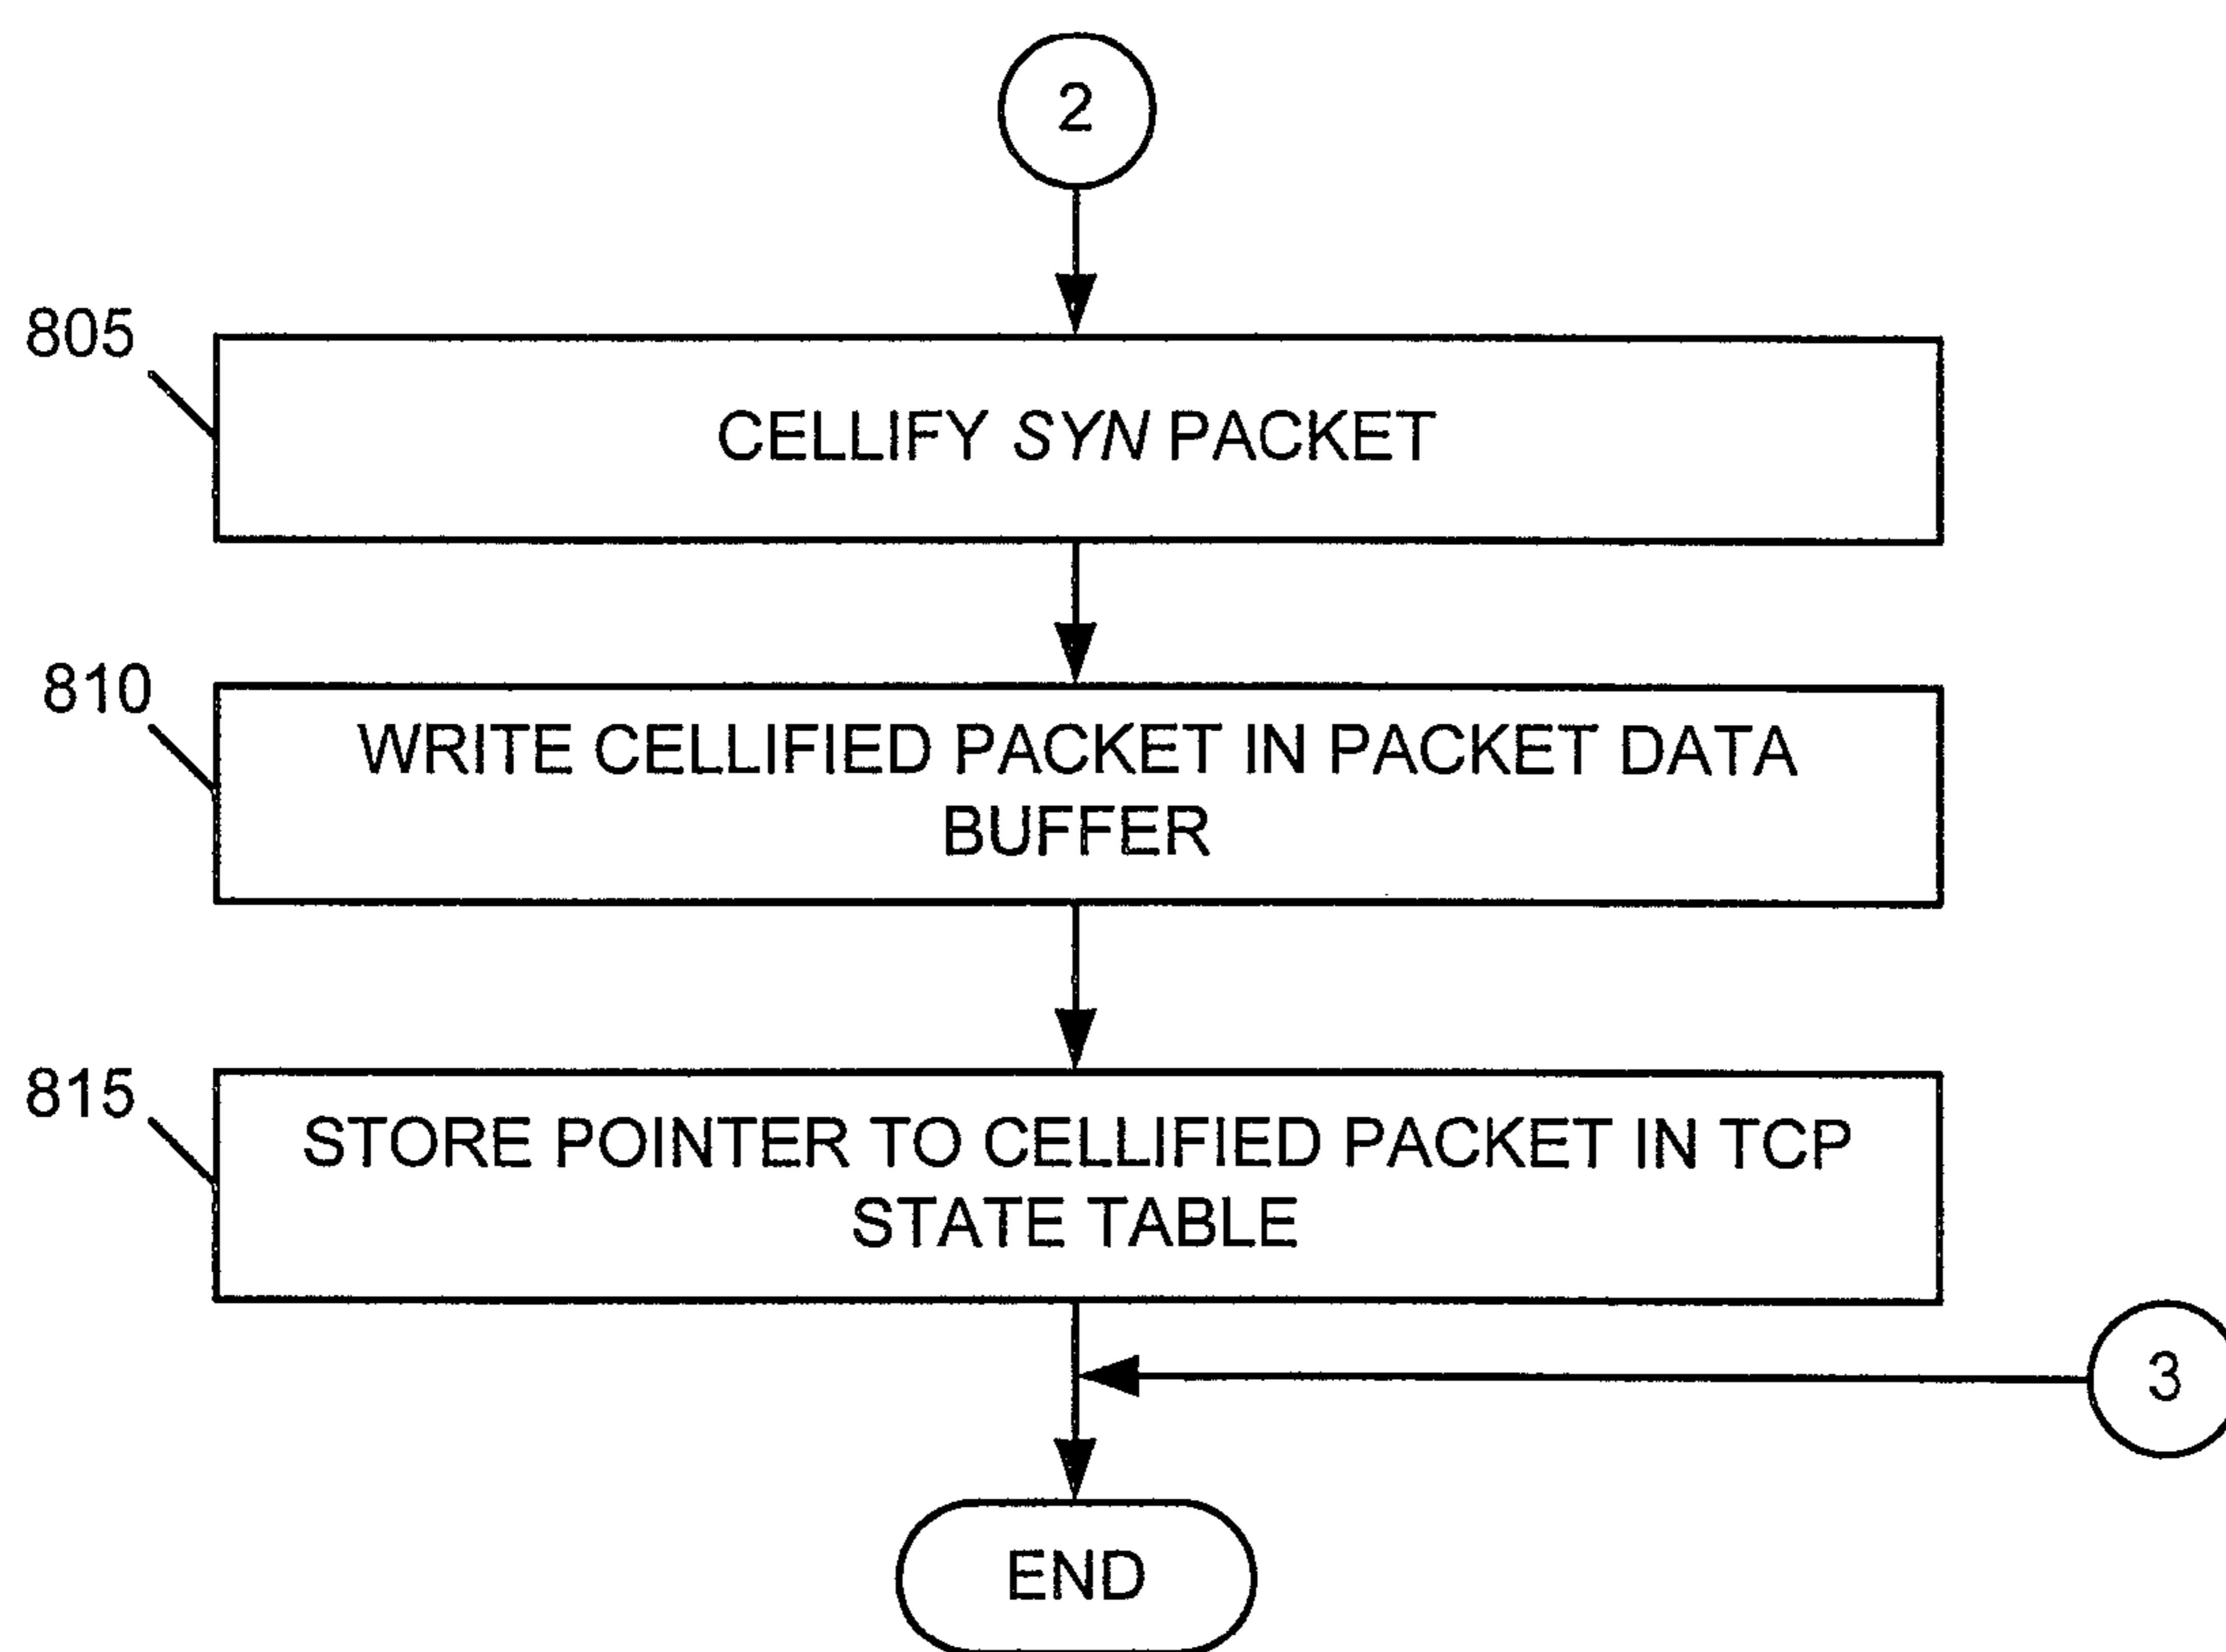 2
805
CELLIFY SYN PACKET
810
WRITE CELLIFIED PACKET IN PACKET DATA
BUFFER
815
STORE POINTER TO CELLIFIED PACKET IN TCP
STATE TABLE
3
END